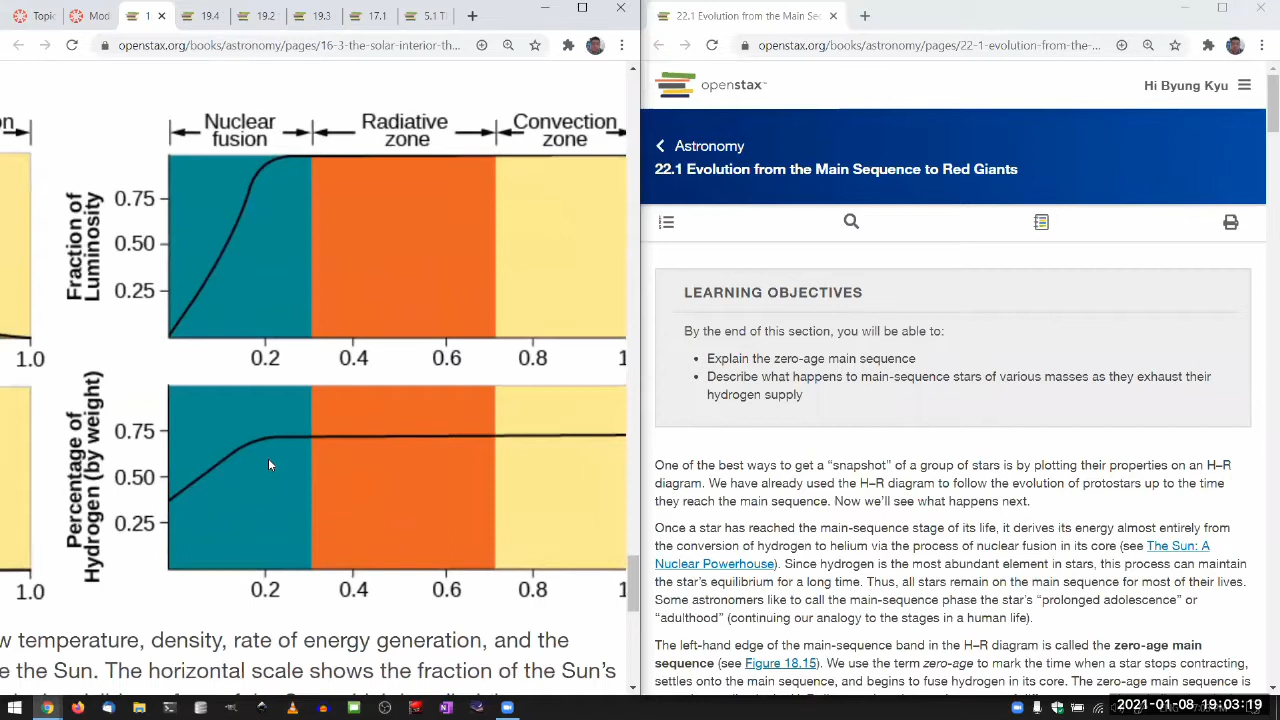 Topic
Mod
1
19.4
19.2
19.3
17.1
5.1 T
openstax.org/books/astronomy/pages/16-3-the-solar-interior-th...
Nuclear fusion
Radiative zone
Convection zone
Fraction of Luminosity
0.75
0.50
0.25
1.0
0.2
0.4
0.6
0.8
1
Percentage of Hydrogen (by weight)
0.75
0.50
0.25
1.0
0.2
0.4
0.6
0.8
1
w temperature, density, rate of energy generation, and the
e the Sun. The horizontal scale shows the fraction of the Sun's
22.1 Evolution from the Main Sec
openstax.org/books/astronomy/pages/22-1-evolution-from-the-...
openstax
Hi Byung Kyu
Astronomy
22.1 Evolution from the Main Sequence to Red Giants
LEARNING OBJECTIVES
By the end of this section, you will be able to:
• Explain the zero-age main sequence
• Describe what happens to main-sequence stars of various masses as they exhaust their
hydrogen supply
One of the best ways to get a “snapshot” of a group of stars is by plotting their properties on an H–R
diagram. We have already used the H–R diagram to follow the evolution of protostars up to the time
they reach the main sequence. Now we’ll see what happens next.
Once a star has reached the main-sequence stage of its life, it derives its energy almost entirely from
the conversion of hydrogen to helium via the process of nuclear fusion in its core (see The Sun: A
Nuclear Powerhouse). Since hydrogen is the most abundant element in stars, this process can maintain
the star’s equilibrium for a long time. Thus, all stars remain on the main sequence for most of their lives.
Some astronomers like to call the main-sequence phase the star’s “prolonged adolescence” or
“adulthood” (continuing our analogy to the stages in a human life).
The left-hand edge of the main-sequence band in the H–R diagram is called the zero-age main
sequence (see Figure 18.15). We use the term zero-age to mark the time when a star stops contracting,
settles onto the main sequence, and begins to fuse hydrogen in its core. The zero-age main sequence is
2021-01-08 19:03:19